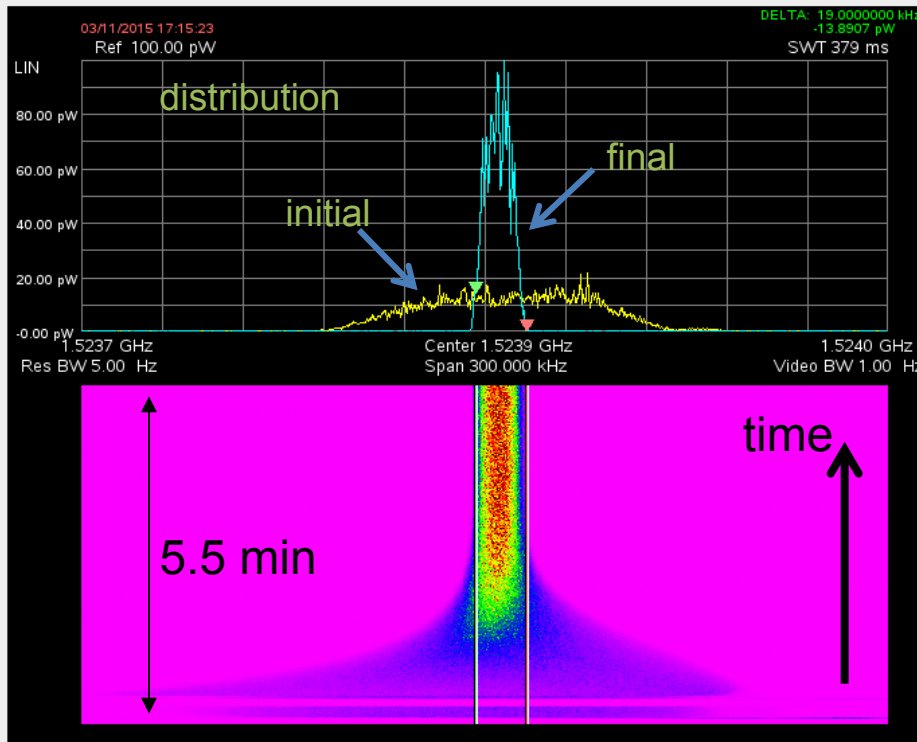 DELTA: 19.0000000 kHz
03/11/2015 17:15:23
-13.8907 pW
Ref 100.00 pW
SWT 379 ms
LIN
distribution
80.00 pW
60.00 pW
final
initial
40.00 pW
20.00 pW
-0.00 pW
1.5237 GHz Center 1.5239 GHz 1.5240 GHz
Res BW 5.00 Hz Span 300.000 kHz Video BW 1.00 Hz
time
5.5 min